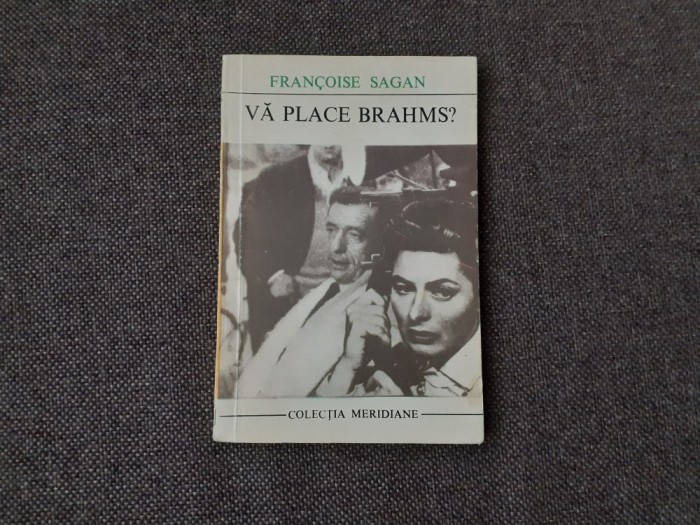 FRANÇOISE SAGAN
VĂ PLACE BRAHMS?
COLECȚIA MERIDIANE